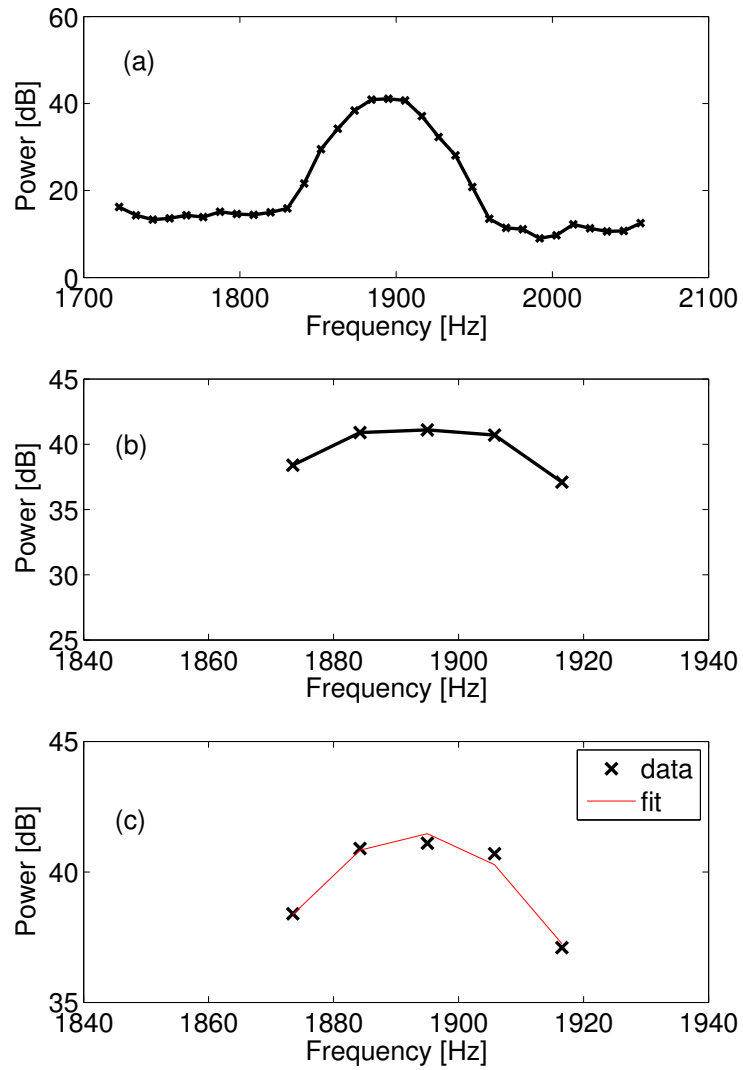 60
(a)
40
Power [dB]
20
0
1700 1800 1900 2000 2100
Frequency [Hz]
45
40
(b)
Power [dB]
35
30
25
1840 1860 1880 1900 1920 1940
Frequency [Hz]
45
data
fit
(c)
Power [dB]
40
35
1840 1860 1880 1900 1920 1940
Frequency [Hz]